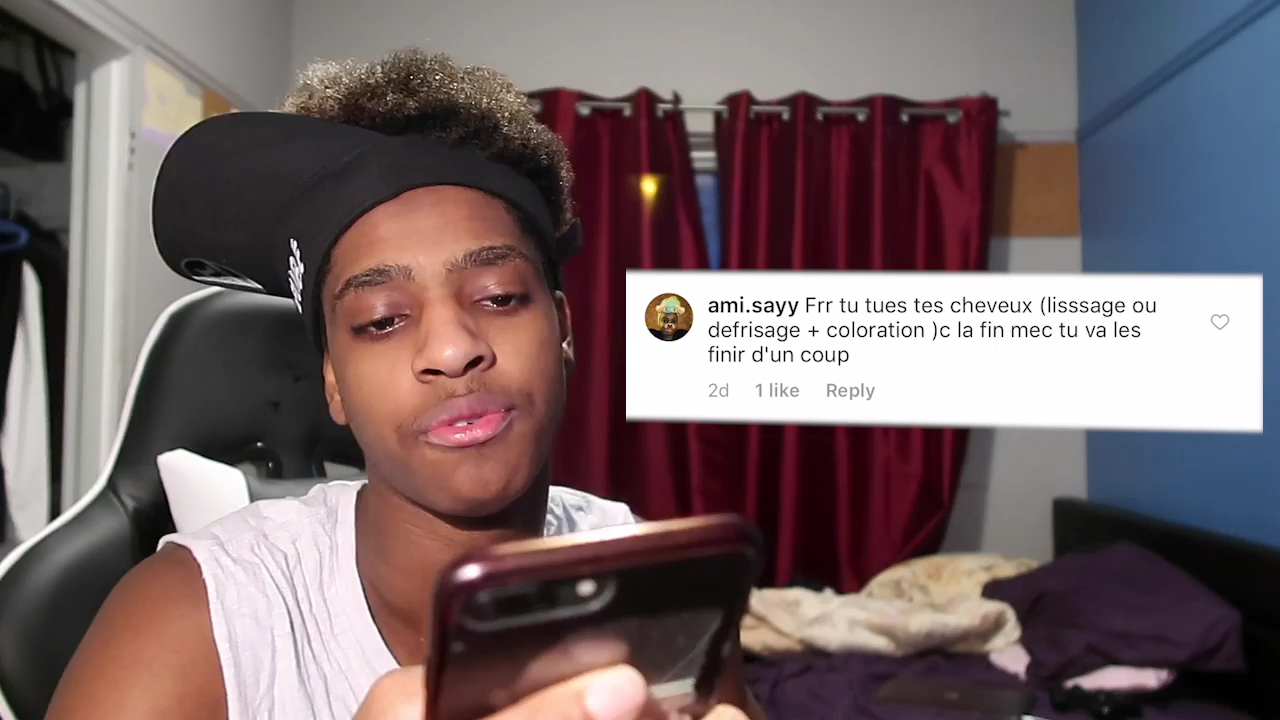 ami.sayy Frr tu tues tes cheveux (lisssage ou
defrisage + coloration )c la fin mec tu va les
finir d'un coup
2d 1 like Reply